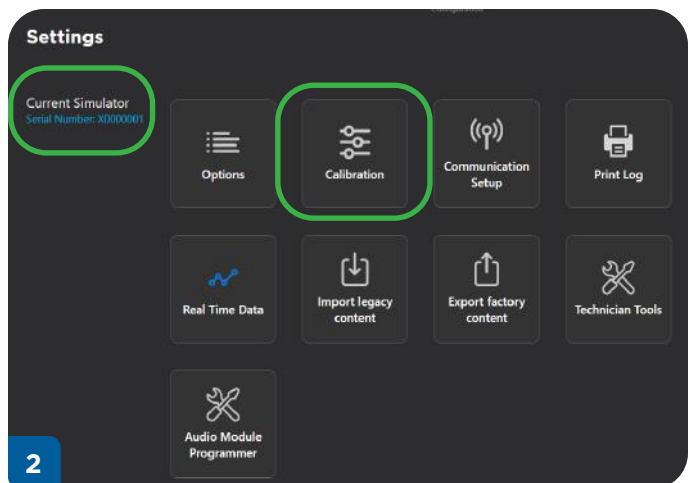 Configuration
Settings
Current Simulator
Serial Number: X0000001
Options
Calibration
Communication
Setup
Print Log
Real Time Data
Import legacy
content
Export factory
content
Technician Tools
Audio Module
Programmer
2